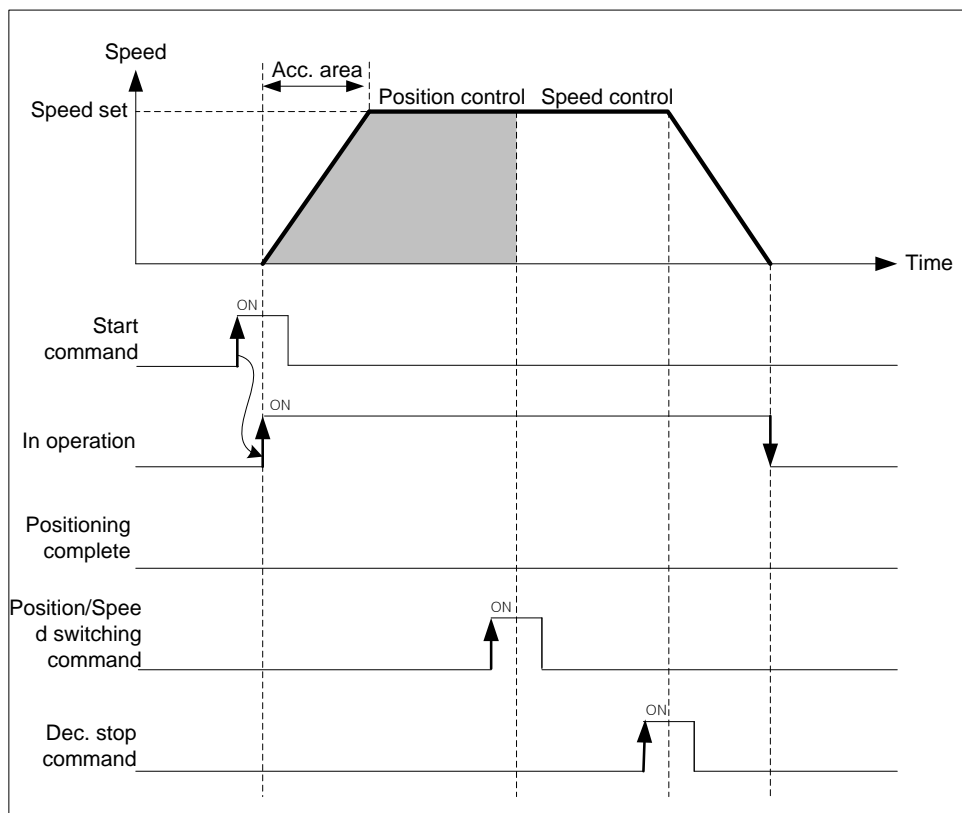 Speed
Acc. area
Speed set
Position control
Speed control
Time
ON
Start
command
ON
In operation
Positioning
complete
ON
Position/Spee
d switching
command
ON
Dec. stop
command